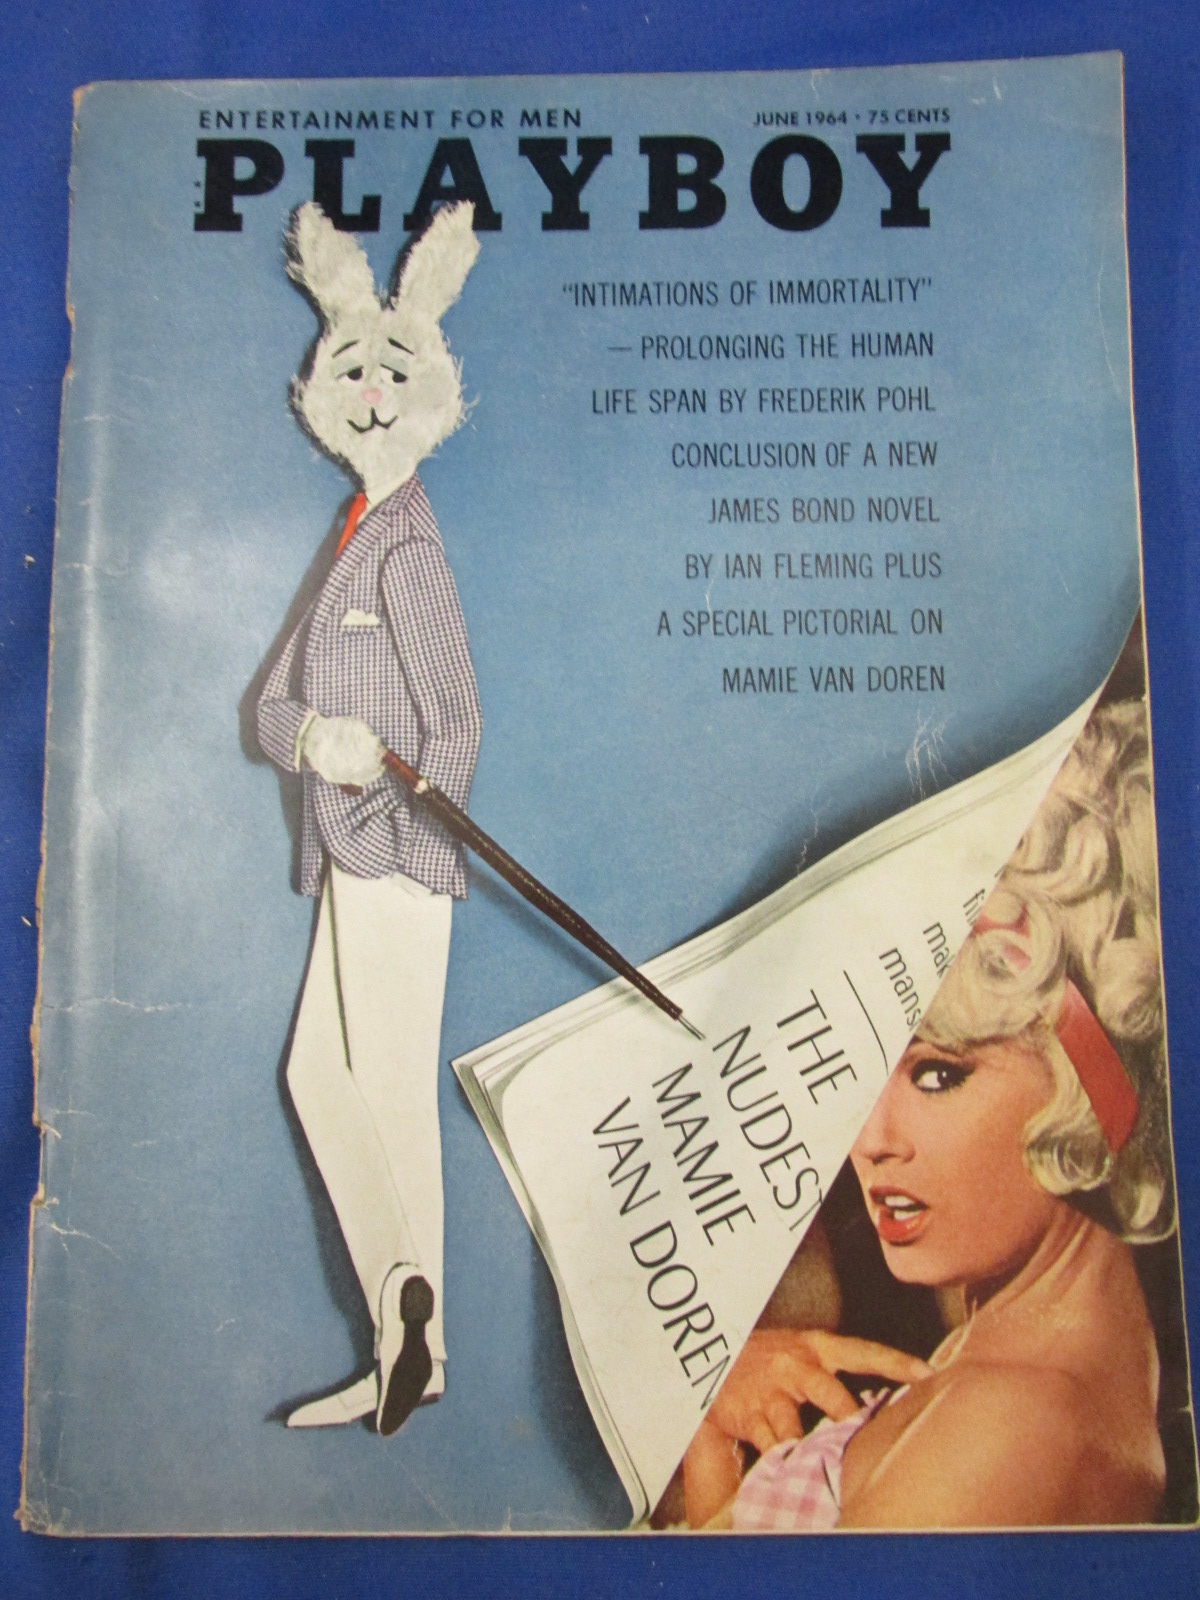 ENTERTAINMENT FOR MEN
JUNE 1964 • 75 CENTS
PLAYBOY
"INTIMATIONS OF IMMORTALITY"
— PROLONGING THE HUMAN
LIFE SPAN BY FREDERIK POHL
CONCLUSION OF A NEW
JAMES BOND NOVEL
BY IAN FLEMING PLUS
A SPECIAL PICTORIAL ON
MAMIE VAN DOREN
mak
mans
THE
NUDEST
MAMIE
VAN DOREN